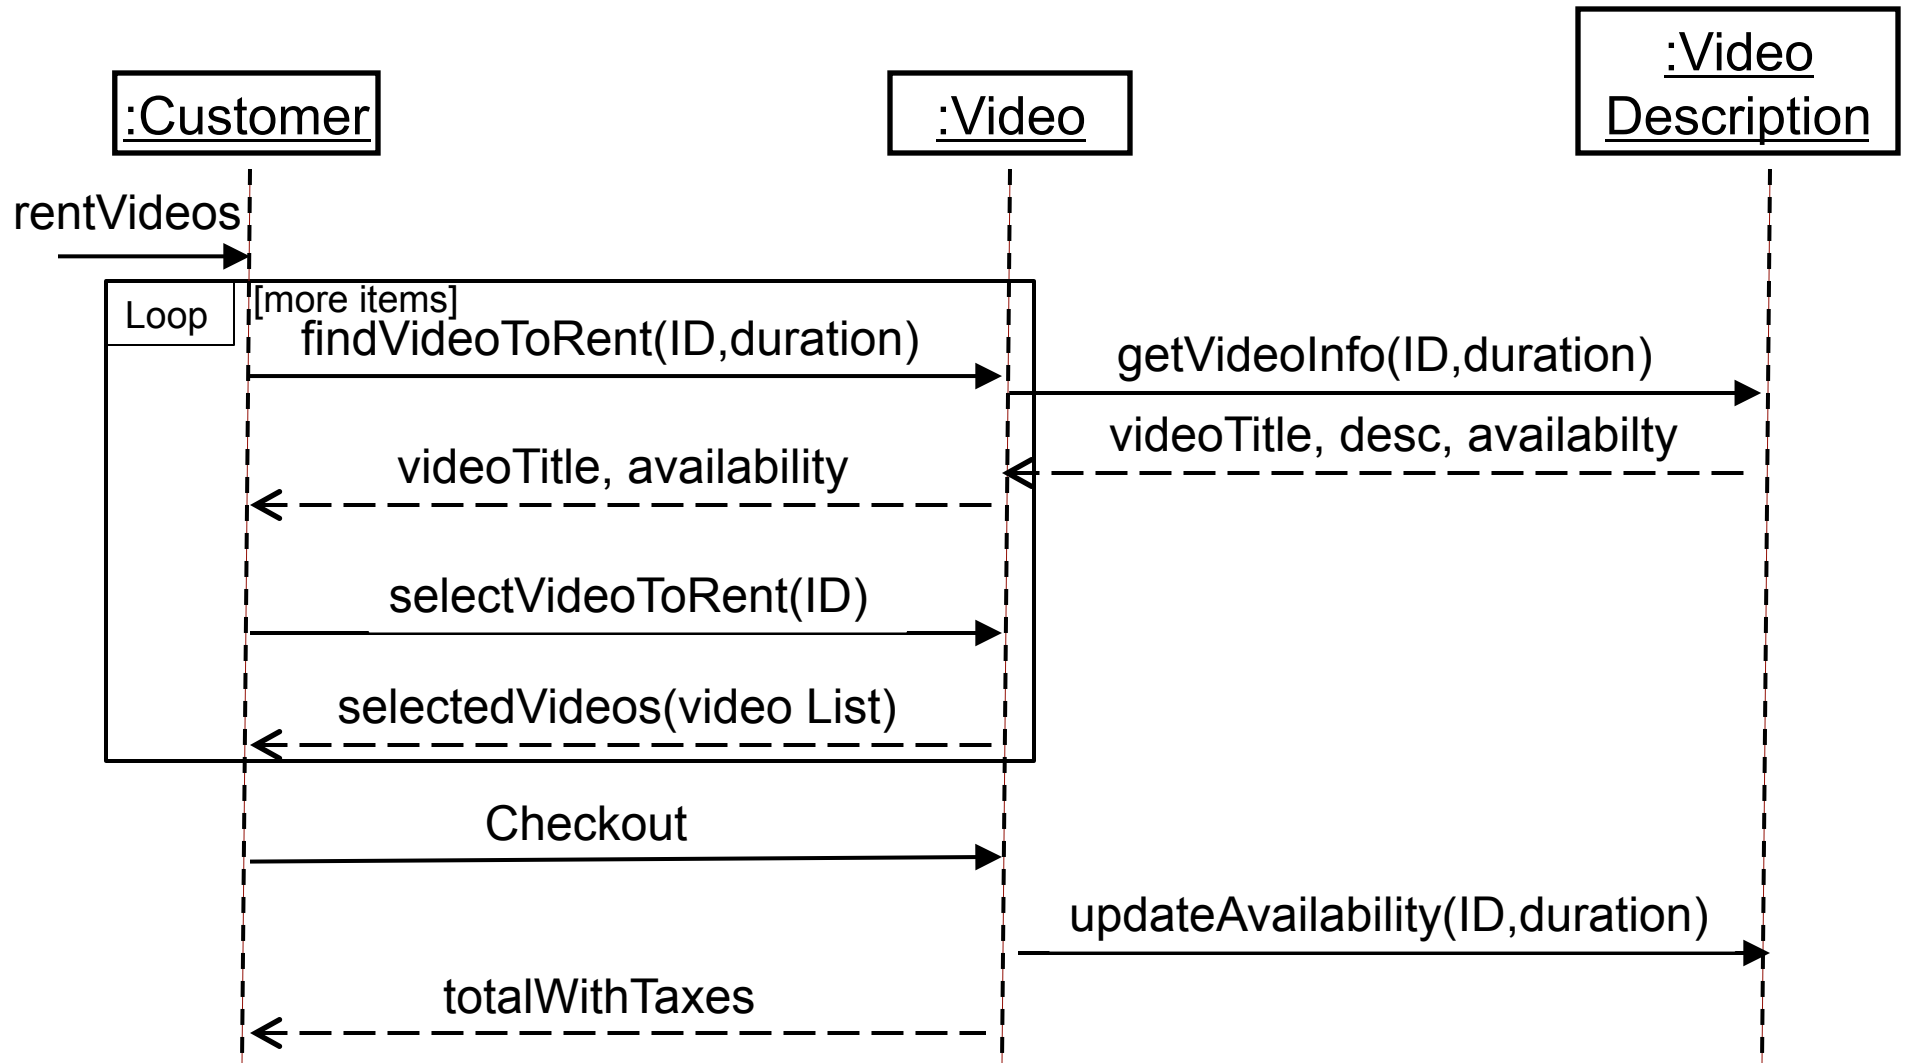 :Customer
:Video
:Video
Description
rentVideos
Loop
[more items]
findVideoToRent(ID,duration)
getVideoInfo(ID,duration)
videoTitle, desc, availabilty
videoTitle, availability
selectVideoToRent(ID)
selectedVideos(video List)
Checkout
updateAvailability(ID,duration)
totalWithTaxes